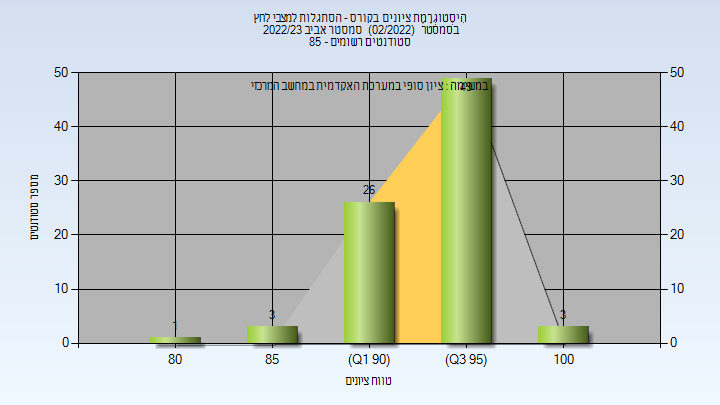 היסטוגרמת ציונים בקורס - הסתגלות למצבי לחץ
בסמסטר (02/2022) סמסטר אביב 2022/23
סטודנטים רשומים - 85
במשימה : ציון סופי במערכת האקדמית במחשב המרכזי
50 50
40 40
30 30
20 20
10 10
0 0
מספר סטודנטים
1 3 26 49 3
80 85 (Q1 90) (Q3 95) 100
טווח ציונים